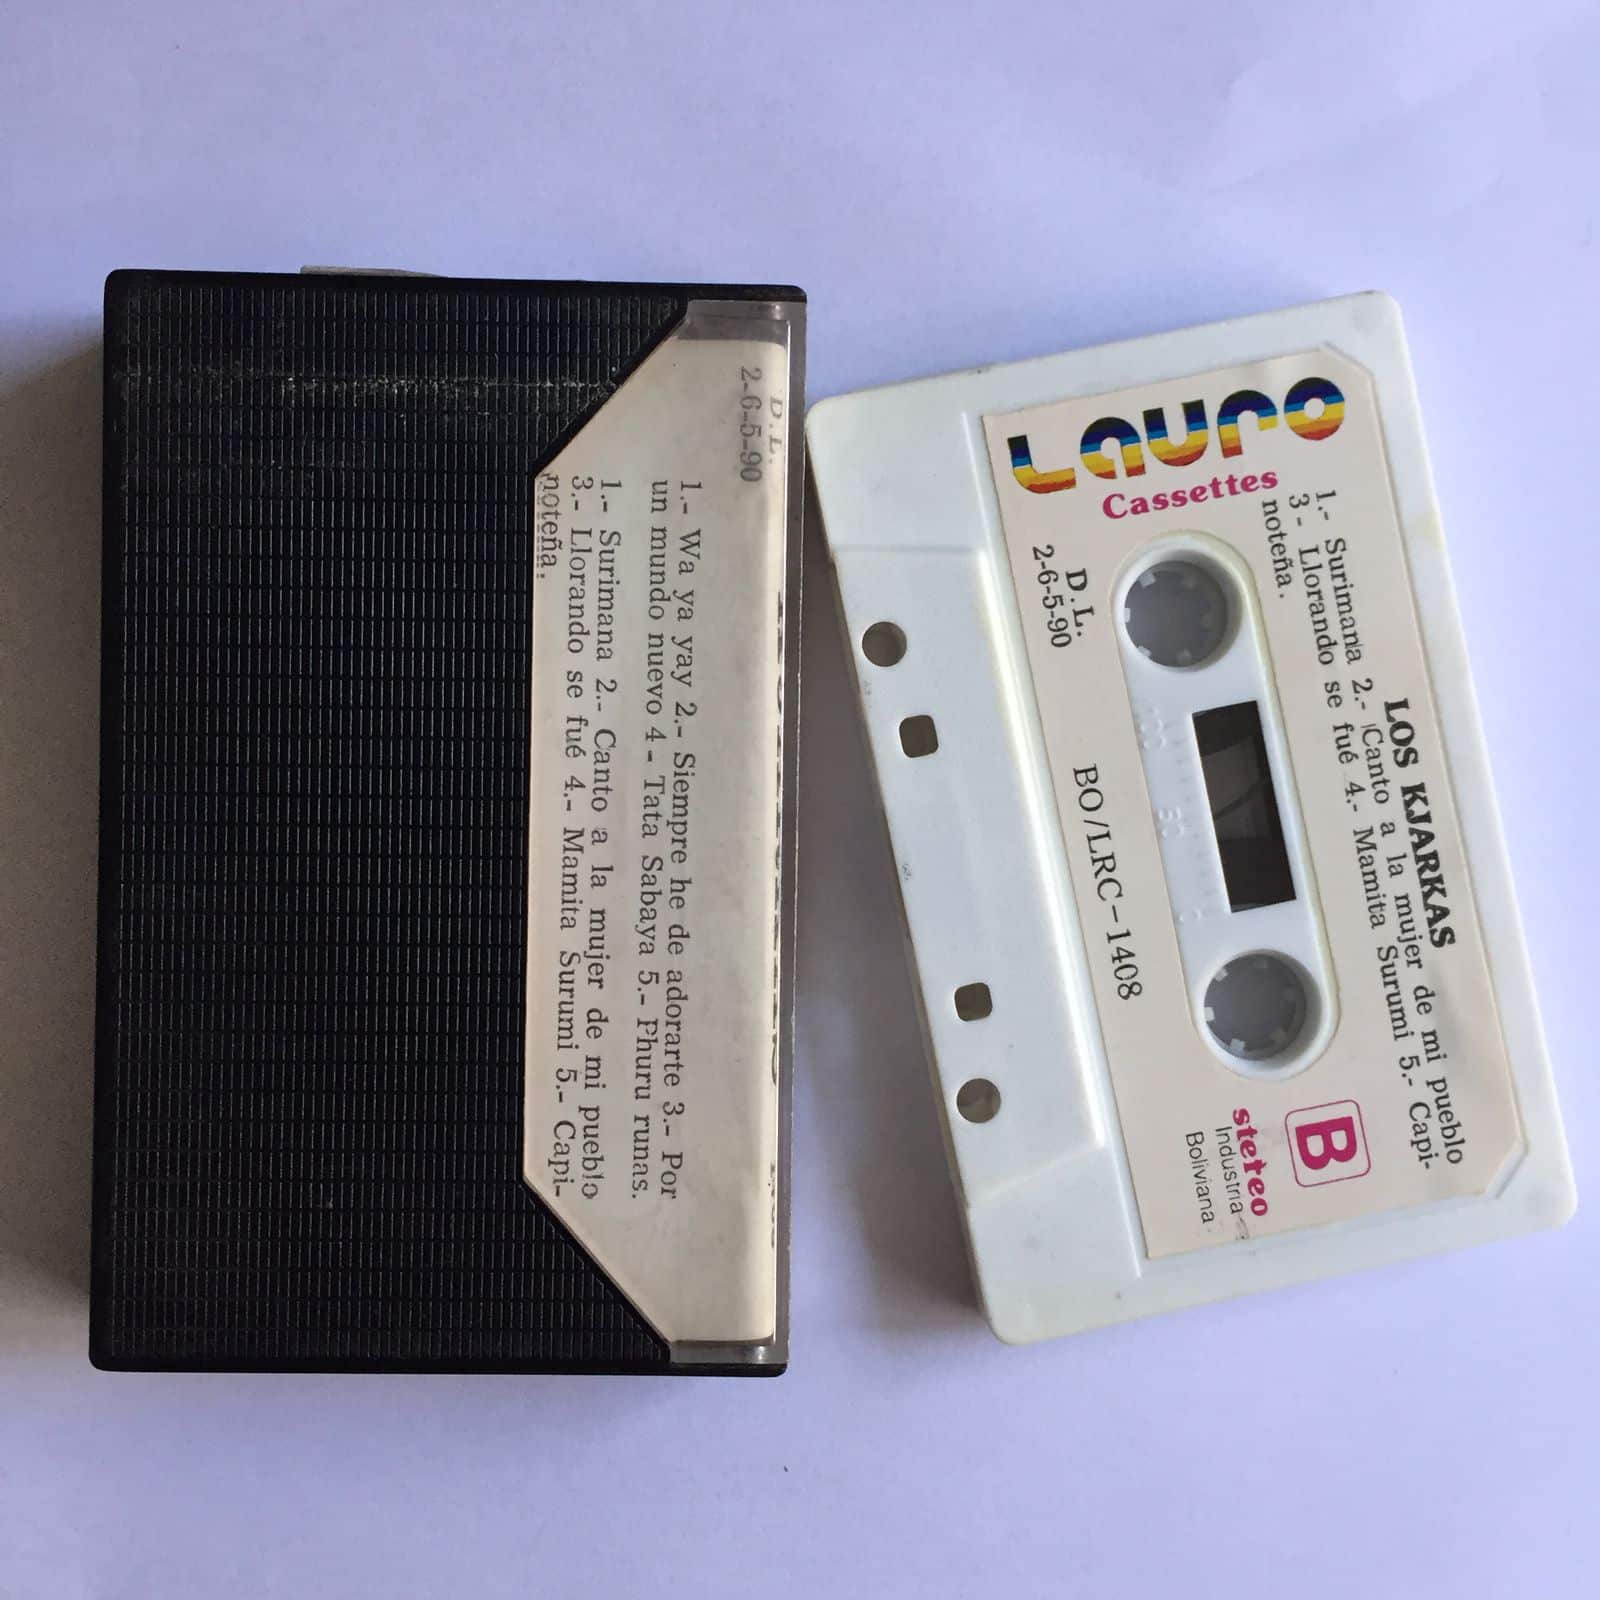 D.L.
2-6-5-90
1.- Wa ya yay 2.- Siempre he de adorarte 3.- Por
un mundo nuevo 4 - Tata Sabaya 5.- Phuru runas.
1.- Surimana 2.- Canto a la mujer de mi pueblo
3.- Llorando se fué 4.- Mamita Surumi 5.- Capi-
noteña.
Lauro
Cassettes
LOS KJARKAS
1.- Surimana 2.- Canto a la mujer de mi pueblo
3 - Llorando se fué 4.- Mamita Surumi 5.- Capi-
noteña.
D.L.
2-6-5-90
BO/LRC-1408
B
stereo
Industria
Boliviana
100
50
0